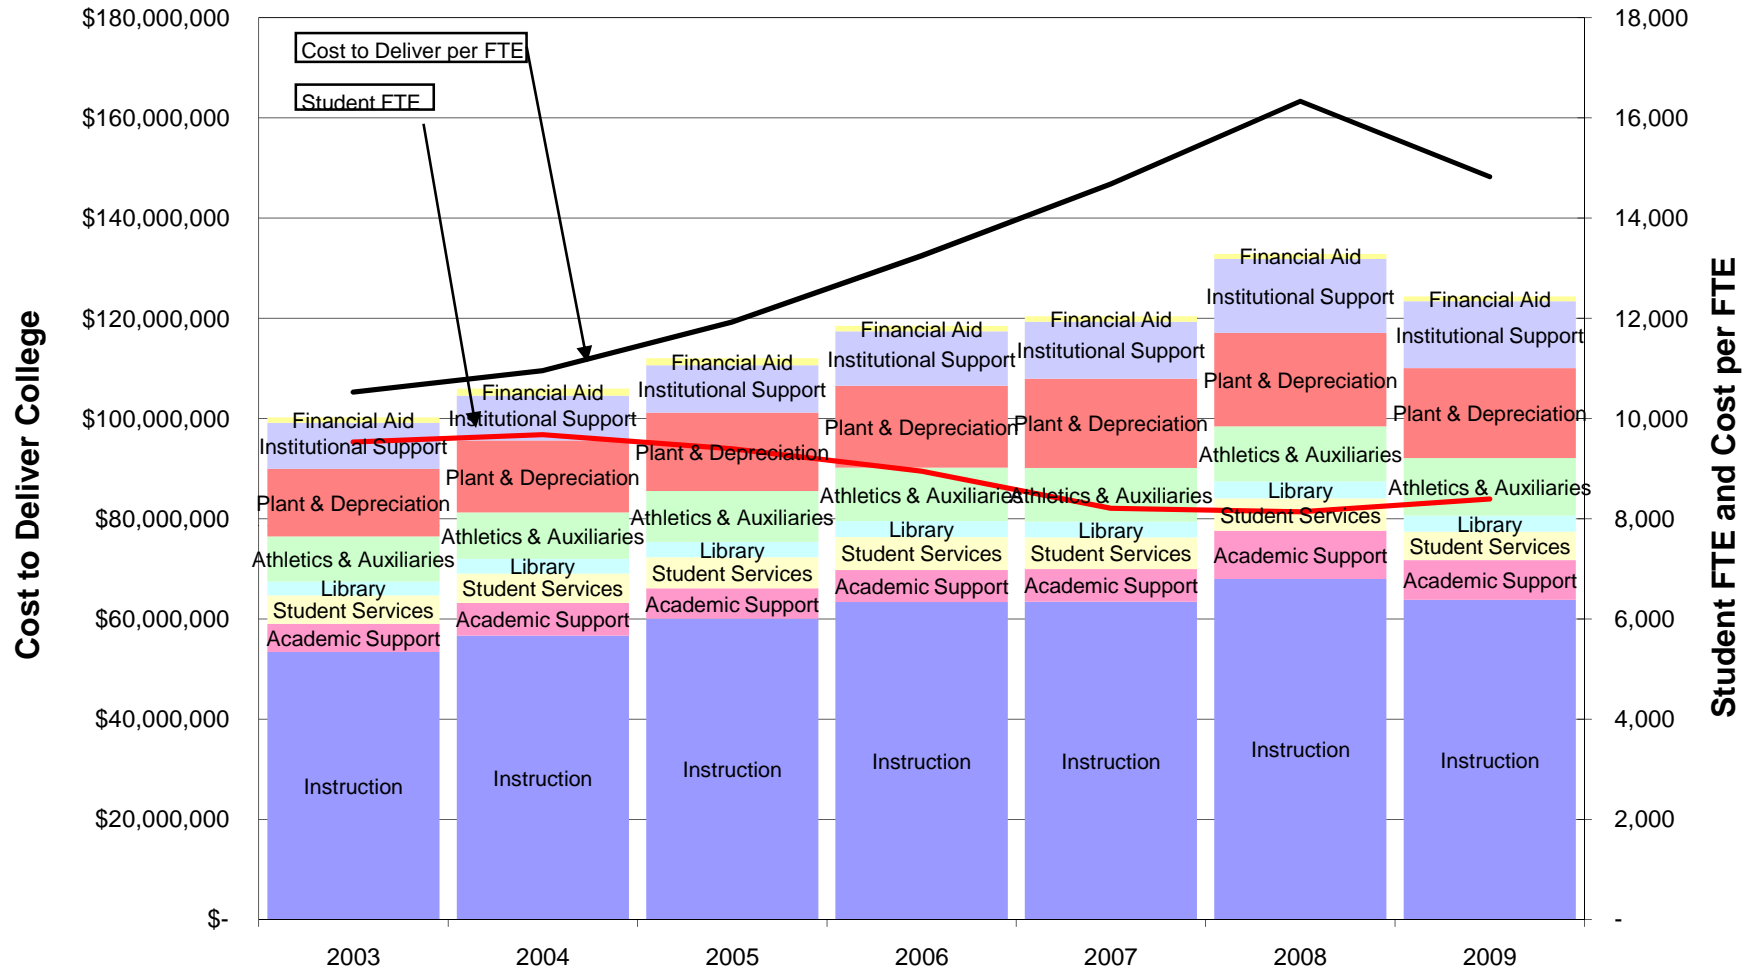 $180,000,000
$160,000,000
$140,000,000
$120,000,000
$100,000,000
$80,000,000
$60,000,000
$40,000,000
$20,000,000
$-
Cost to Deliver College
Cost to Deliver per FTE
Student FTE
Financial Aid
Institutional Support
Plant & Depreciation
Athletics & Auxiliaries
Library
Student Services
Academic Support
Instruction
Financial Aid
Institutional Support
Plant & Depreciation
Athletics & Auxiliaries
Library
Student Services
Academic Support
Instruction
Financial Aid
Institutional Support
Plant & Depreciation
Athletics & Auxiliaries
Library
Student Services
Academic Support
Instruction
Financial Aid
Institutional Support
Plant & Depreciation
Athletics & Auxiliaries
Library
Student Services
Academic Support
Instruction
Financial Aid
Institutional Support
Plant & Depreciation
Athletics & Auxiliaries
Library
Student Services
Academic Support
Instruction
Financial Aid
Institutional Support
Plant & Depreciation
Athletics & Auxiliaries
Library
Student Services
Academic Support
Instruction
Financial Aid
Institutional Support
Plant & Depreciation
Athletics & Auxiliaries
Library
Student Services
Academic Support
Instruction
2003 2004 2005 2006 2007 2008 2009
18,000
16,000
14,000
12,000
10,000
8,000
6,000
4,000
2,000
-
Student FTE and Cost per FTE